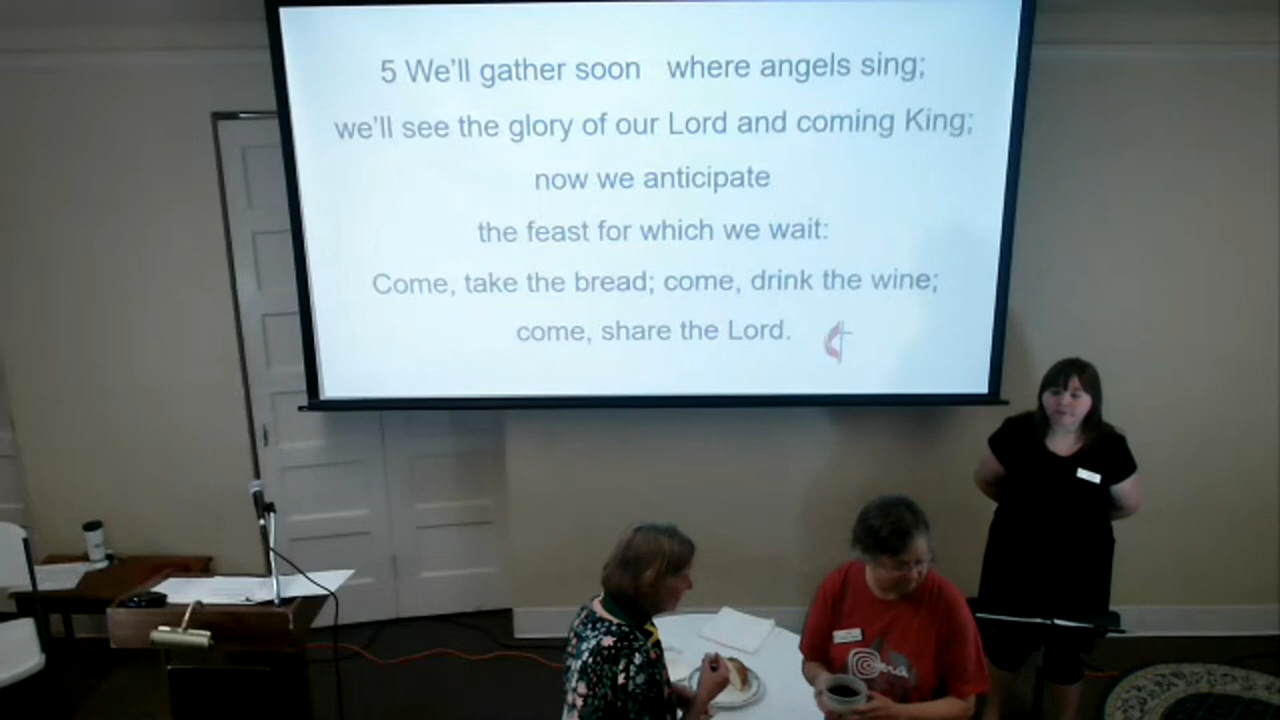 5 We'll gather soon where angels sing;
we'll see the glory of our Lord and coming King;
now we anticipate
the feast for which we wait:
Come, take the bread; come, drink the wine;
come, share the Lord.